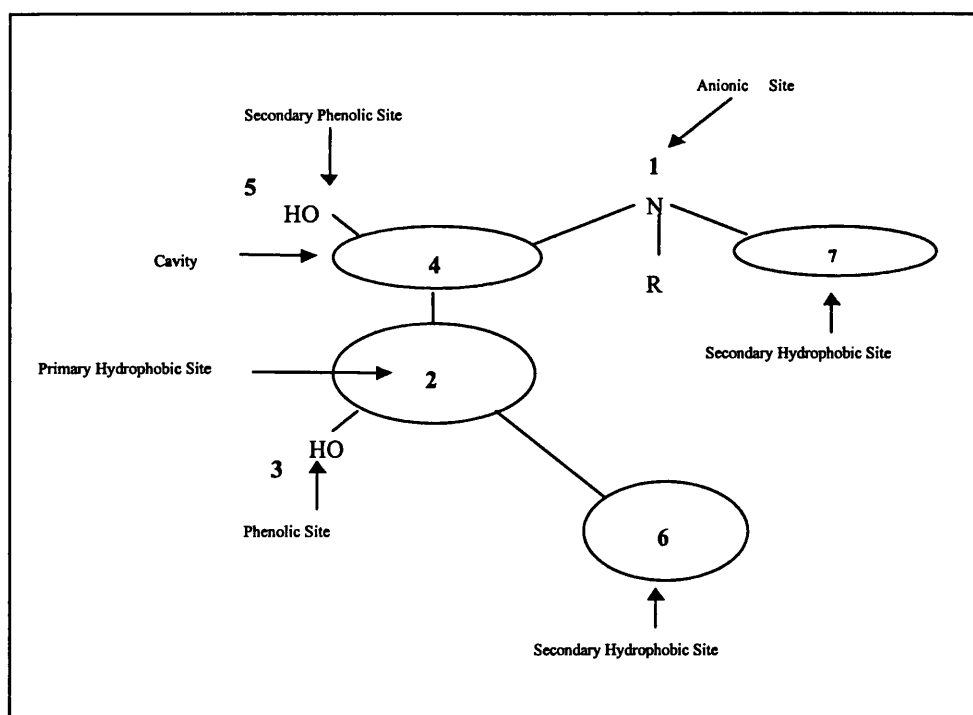 Anionic Site
Secondary Phenolic Site
1
5
HO
N
Cavity
4
7
R
Secondary Hydrophobic Site
Primary Hydrophobic Site
2
HO
3
Phenolic Site
6
Secondary Hydrophobic Site